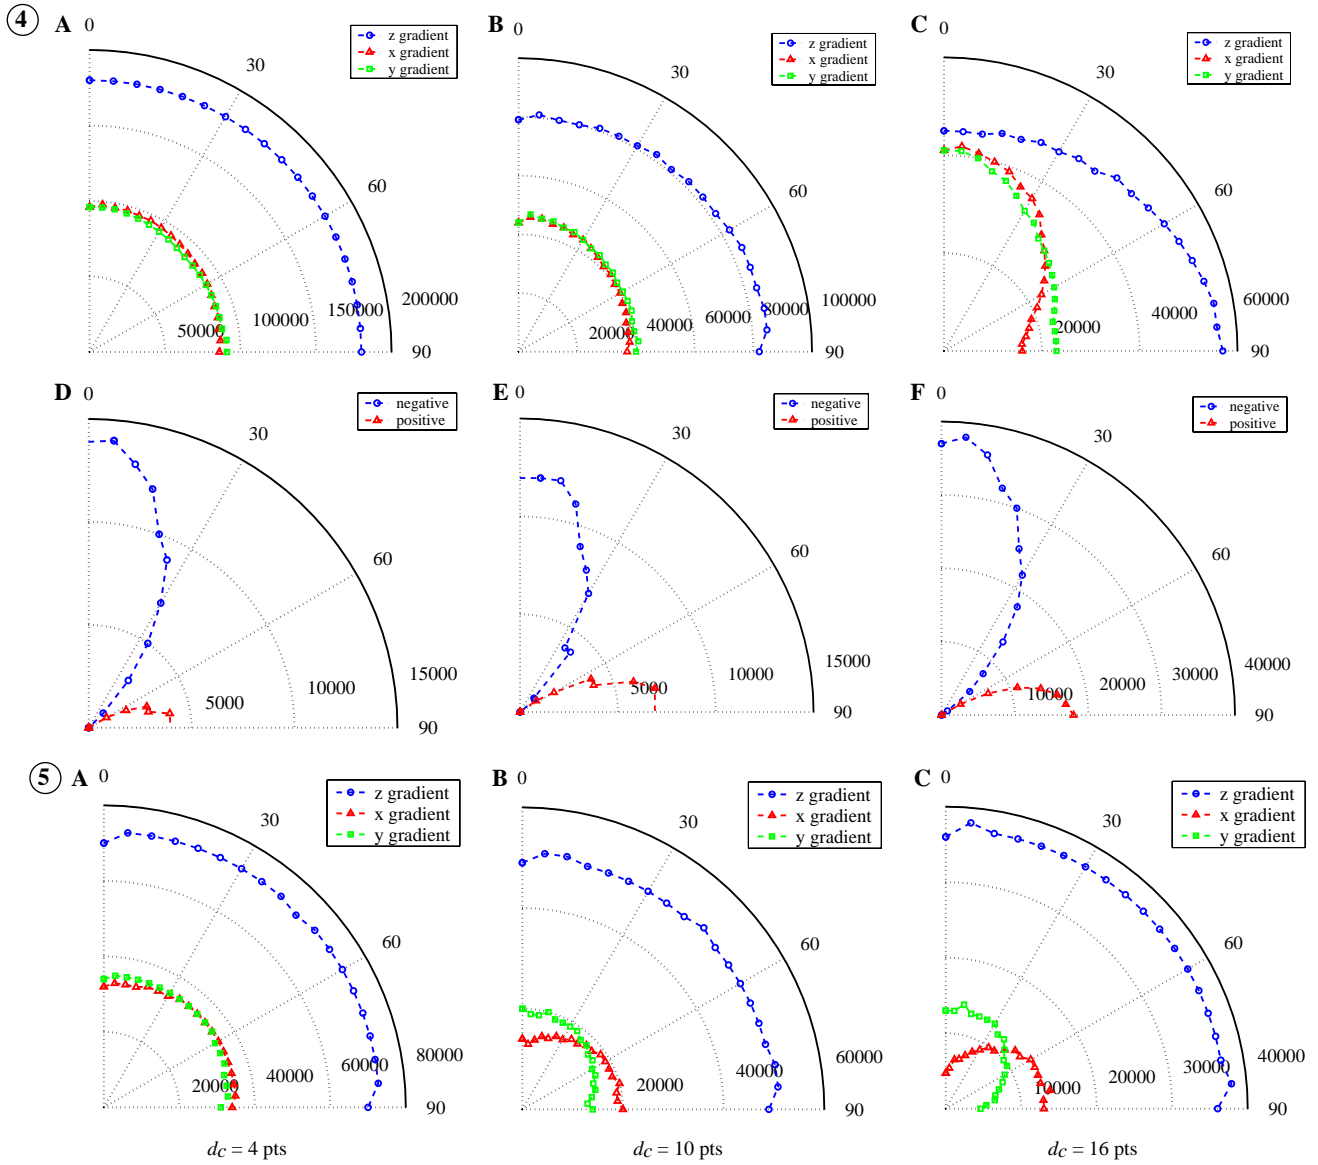 4 A 0 B 0 C 0
z gradient
x gradient
y gradient
z gradient
x gradient
y gradient
z gradient
x gradient
y gradient
30 30 30
60 60 60
50000 100000 150000 200000
20000 40000 60000 80000 100000
20000 40000 60000
90 90 90
D 0 E 0 F 0
negative
positive
negative
positive
negative
positive
30 30 30
60 60 60
5000 10000 15000
5000 10000 15000
10000 20000 30000 40000
90 90 90
5 A 0 B 0 C 0
z gradient
x gradient
y gradient
z gradient
x gradient
y gradient
z gradient
x gradient
y gradient
30 30 30
60 60 60
20000 40000 60000 80000
20000 40000 60000
10000 20000 30000 40000
90 90 90
dc = 4 pts dc = 10 pts dc = 16 pts